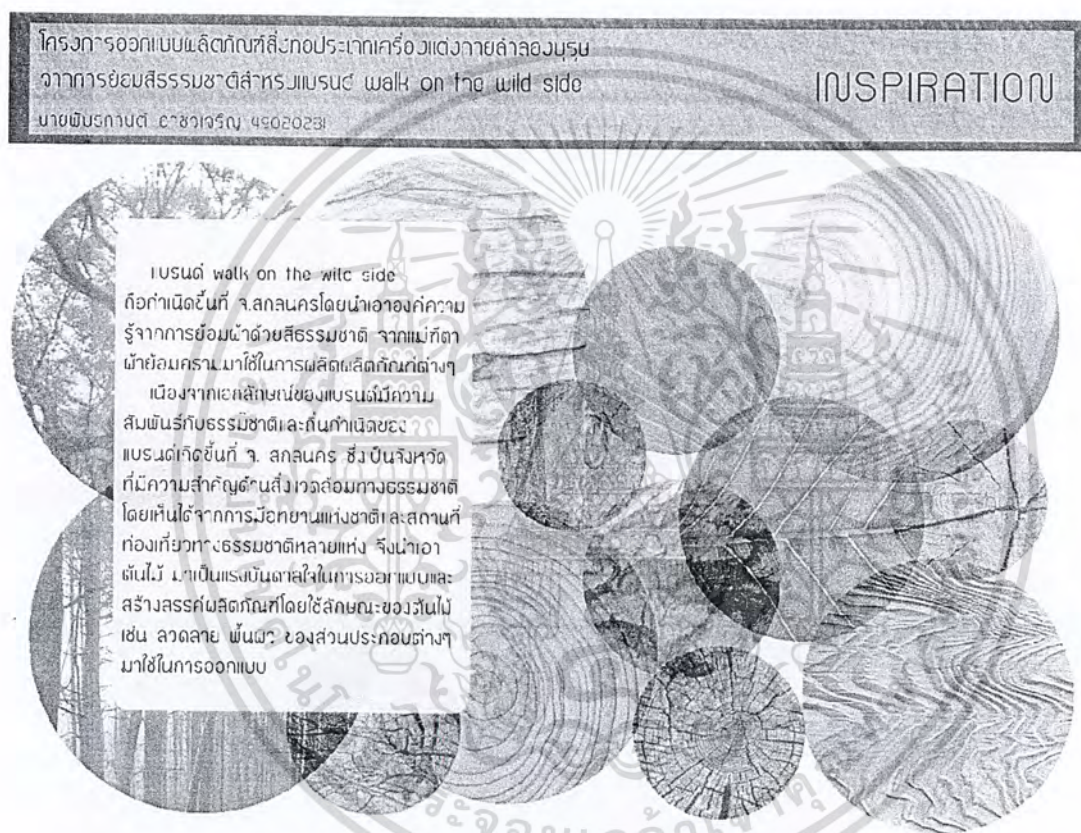 โครงการออกแบบผลิตภัณฑ์สิ่งทอประเภทเครื่องแต่งกายลำลองบุรุษ
จากการย้อมสีธรรมชาติสำหรับแบรนด์ walk on the wild side
INSPIRATION
นาย 49020231
แบรนด์ walk on the wild side
ถือกำเนิดขึ้นที่ จ.สกลนครโดยนำเอาองค์ความ
รู้จากการย้อมผ้าด้วยสีธรรมชาติ จากแม่ฑีตา
ผ้าย้อมครามมาใช้ในการผลิตผลิตภัณฑ์ต่างๆ
เนื่องจากเอกลักษณ์ของแบรนด์มีความ
สัมพันธ์กับธรรมชาติและถิ่นกำเนิดของ
แบรนด์เกิดขึ้นที่ จ. สกลนคร ซึ่งเป็นจังหวัด
ที่มีความสำคัญด้านสิ่งแวดล้อมทางธรรมชาติ
โดยเห็นได้จากการมีอุทยานแห่งชาติและสถานที่
ท่องเที่ยวทางธรรมชาติหลายแห่ง จึงนำเอา
ต้นไม้ มาเป็นแรงบันดาลใจในการออกแบบและ
สร้างสรรค์ผลิตภัณฑ์โดยใช้ลักษณะของต้นไม้
เช่น ลวดลาย พื้นผิว ของส่วนประกอบต่างๆ
มาใช้ในการออกแบบ